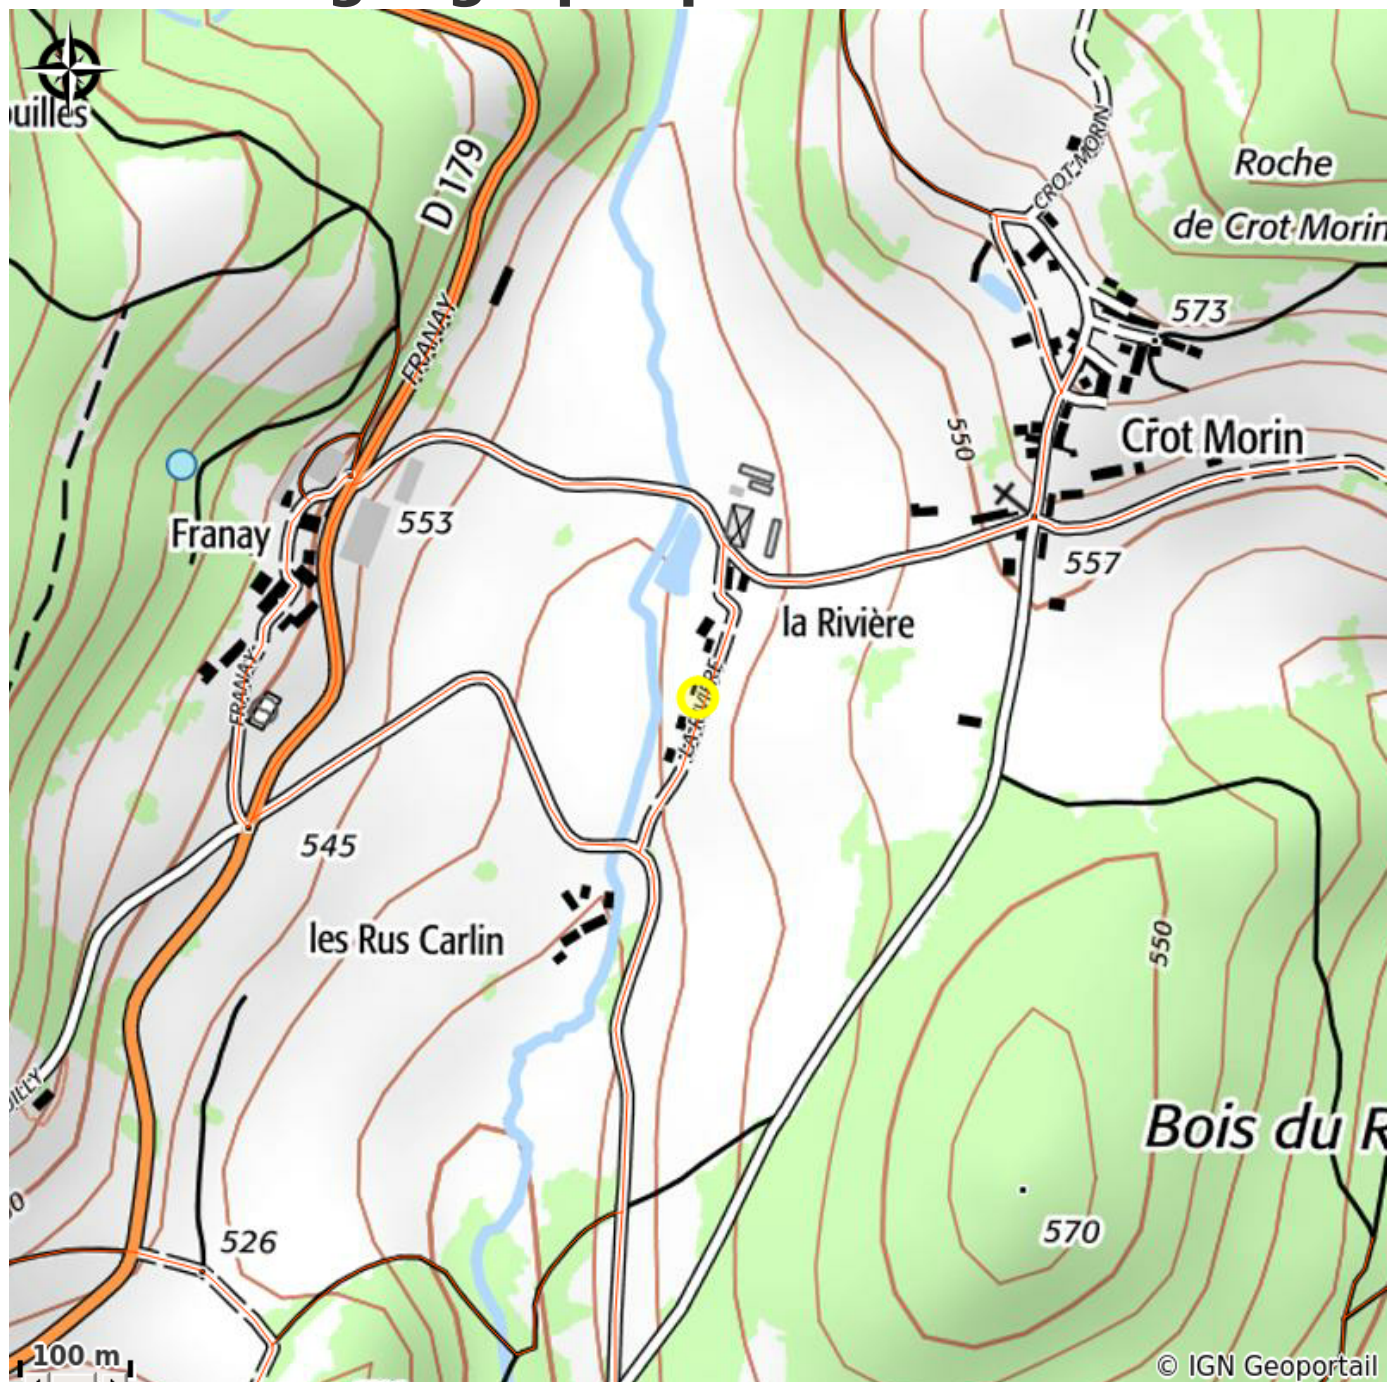 ouilles
D 179
CROT MORIN
Roche
de Crot Morin
573
FRANAY
550
Crot Morin
Franay
553
557
la Rivière
FRANAY
545
les Rus Carlin
550
Bois du R
570
526
100 m
© IGN Geoportail